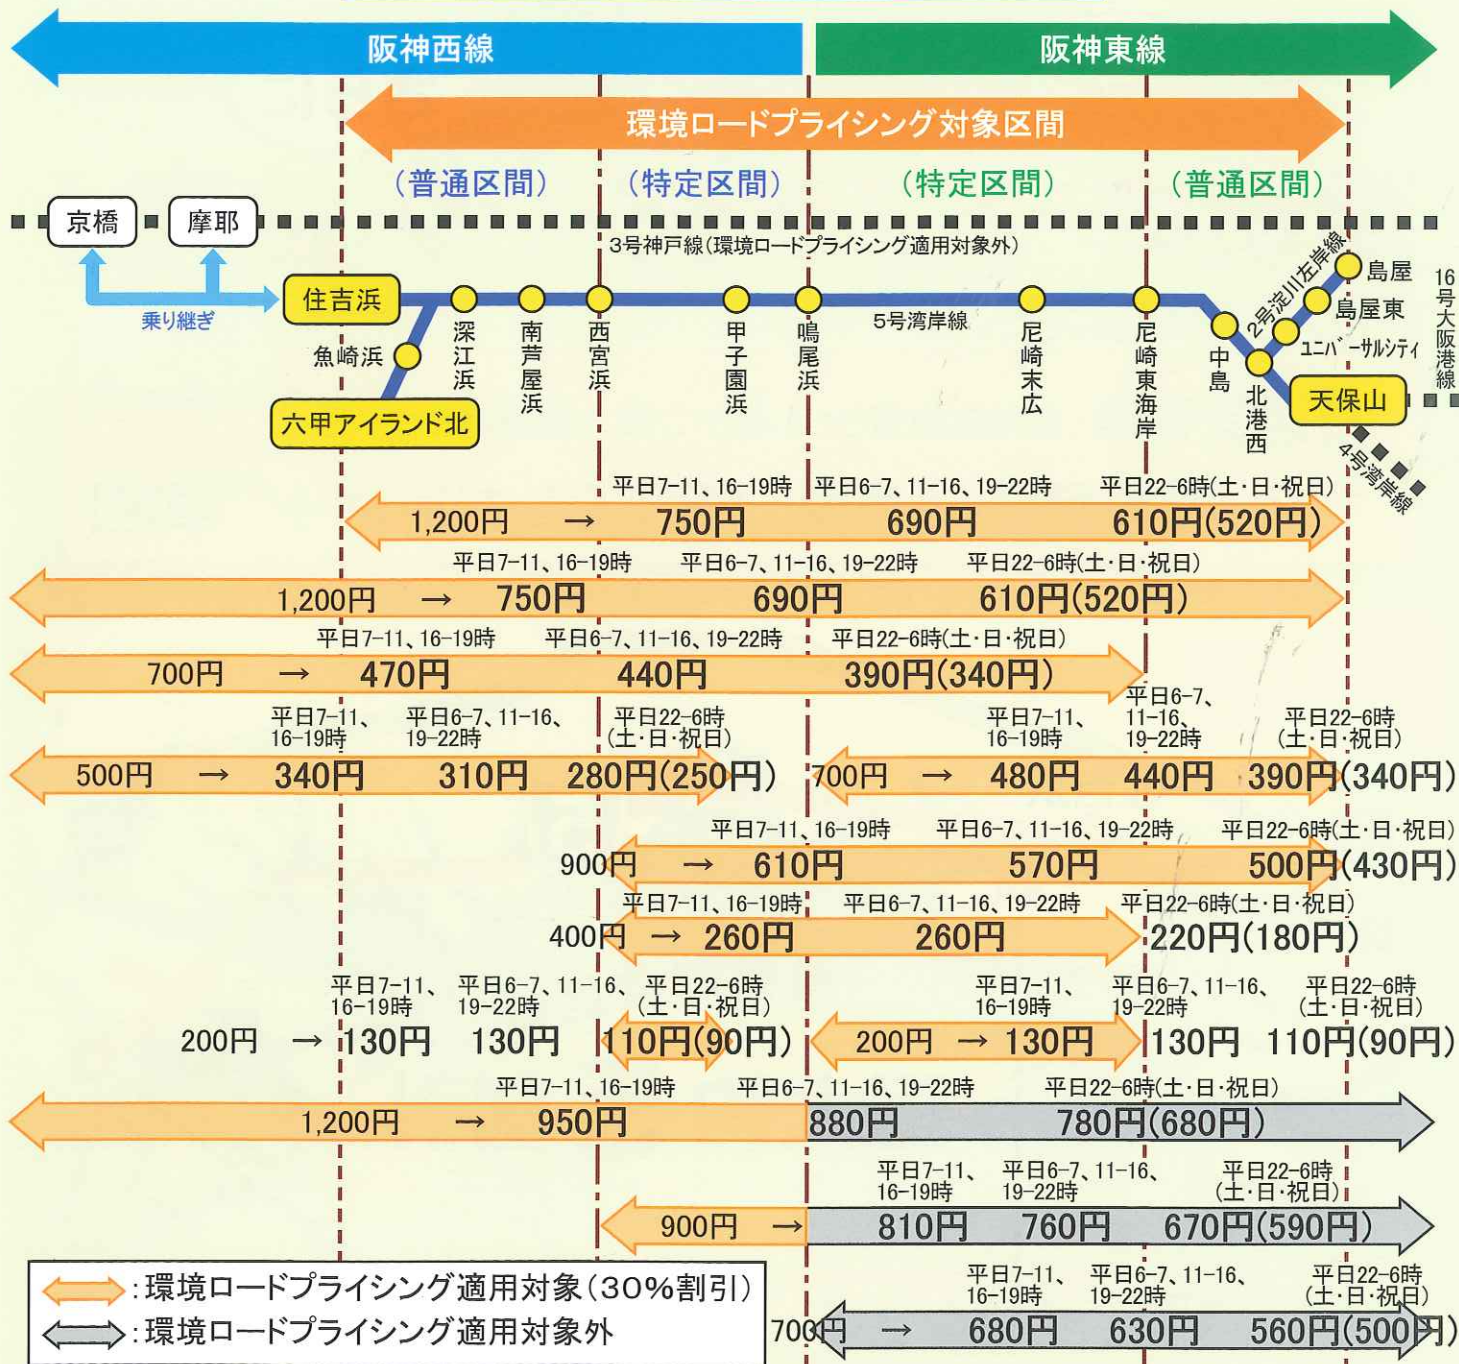 阪神西線
阪神東線
環境ロードプライシング対象区間
(普通区間)
(特定区間)
(特定区間)
(普通区間)
京橋
摩耶
3号神戸線(環境ロードプライシング適用対象外)
乗り継ぎ
住吉浜
魚崎浜
六甲アイランド北
深江浜
南芦屋浜
西宮浜
甲子園浜
鳴尾浜
5号湾岸線
尼崎末広
尼崎東海岸
中島
北港西
2号淀川左岸線
島屋
島屋東
ユニバーサルシティ
天保山
16号大阪港線
4号湾岸線
平日7-11、16-19時 平日6-7、11-16、19-22時 平日22-6時(土・日・祝日)
1,200円 → 750円 690円 610円(520円)
平日7-11、16-19時 平日6-7、11-16、19-22時 平日22-6時(土・日・祝日)
1,200円 → 750円 690円 610円(520円)
平日7-11、16-19時 平日6-7、11-16、19-22時 平日22-6時(土・日・祝日)
700円 → 470円 440円 390円(340円)
平日7-11、
16-19時
平日6-7、11-16、
19-22時
平日22-6時
(土・日・祝日)
500円 → 340円 310円 280円(250円)
平日7-11、
16-19時
平日6-7、
11-16、
19-22時
平日22-6時
(土・日・祝日)
700円 → 480円 440円 390円(340円)
平日7-11、16-19時 平日6-7、11-16、19-22時 平日22-6時(土・日・祝日)
900円 → 610円 570円 500円(430円)
平日7-11、16-19時 平日6-7、11-16、19-22時 平日22-6時(土・日・祝日)
400円 → 260円 260円 220円(180円)
平日7-11、
16-19時
平日6-7、11-16、
19-22時
平日22-6時
(土・日・祝日)
200円 → 130円 130円 110円(90円)
平日7-11、
16-19時
平日6-7、11-16、
19-22時
平日22-6時
(土・日・祝日)
200円 → 130円 130円 110円(90円)
平日7-11、16-19時 平日6-7、11-16、19-22時 平日22-6時(土・日・祝日)
1,200円 → 950円 880円 780円(680円)
平日7-11、
16-19時
平日6-7、11-16、
19-22時
平日22-6時
(土・日・祝日)
900円 → 810円 760円 670円(590円)
平日7-11、
16-19時
平日6-7、11-16、
19-22時
平日22-6時
(土・日・祝日)
700円 → 680円 630円 560円(500円)
:環境ロードプライシング適用対象(30%割引)
:環境ロードプライシング適用対象外